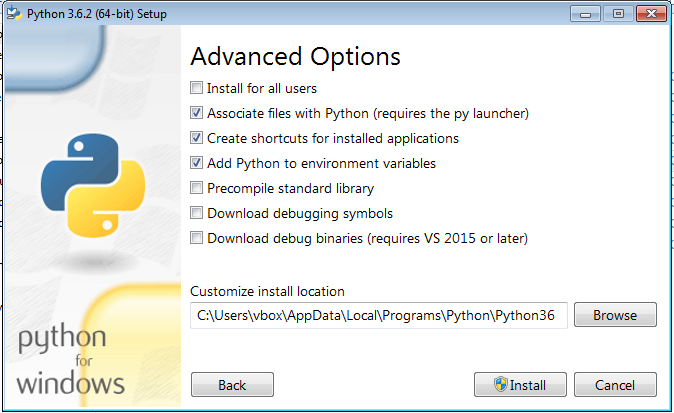 Python 3.6.2 (64-bit) Setup
Advanced Options
Install for all users
Associate files with Python (requires the py launcher)
Create shortcuts for installed applications
Add Python to environment variables
Precompile standard library
Download debugging symbols
Download debug binaries (requires VS 2015 or later)
Customize install location
C:\Users\vbox\AppData\Local\Programs\Python\Python36
Browse
python
for
windows
Back
Install
Cancel